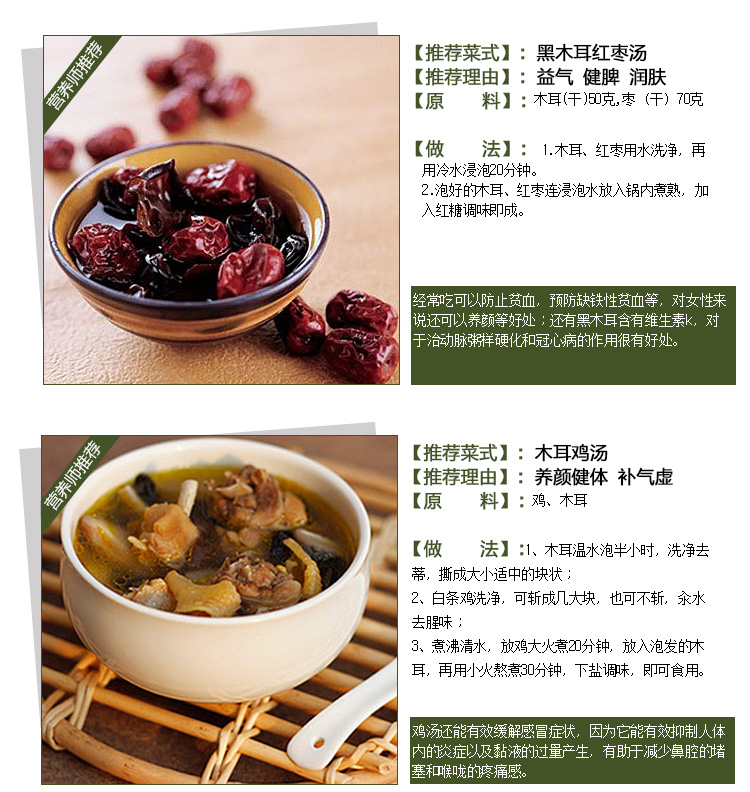 营养师推荐
【推荐菜式】：黑木耳红枣汤
【推荐理由】：益气 健脾 润肤
【原 料】：木耳(干)50克,枣（干）70克
【做 法】： 1.木耳、红枣用水洗净，再
用冷水浸泡20分钟。
2.泡好的木耳、红枣连浸泡水放入锅内煮熟，加
入红糖调味即成。
经常吃可以防止贫血，预防缺铁性贫血等，对女性来
说还可以养颜等好处；还有黑木耳含有维生素k，对
于治动脉粥样硬化和冠心病的作用很有好处。
营养师推荐
【推荐菜式】：木耳鸡汤
【推荐理由】：养颜健体 补气虚
【原 料】：鸡、木耳
【做 法】：1、木耳温水泡半小时，洗净去
蒂，撕成大小适中的块状；
2、白条鸡洗净，可斩成几大块，也可不斩，汆水
去腥味；
3、煮沸清水，放鸡大火煮20分钟，放入泡发的木
耳，再用小火熬煮30分钟，下盐调味，即可食用。
鸡汤还能有效缓解感冒症状，因为它能有效抑制人体
内的炎症以及黏液的过量产生，有助于减少鼻腔的堵
塞和喉咙的疼痛感。